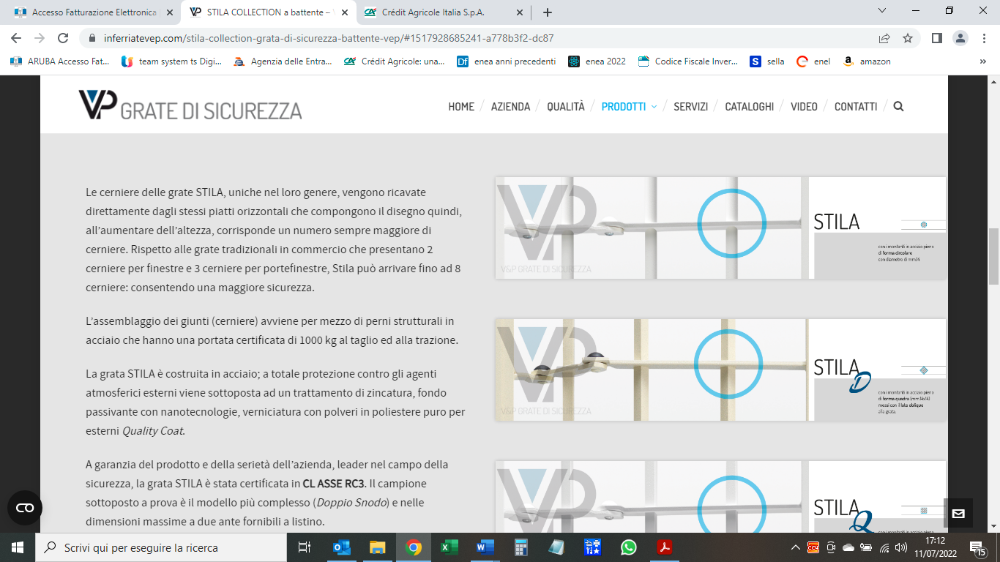 Accesso Fatturazione Elettronica
STILA COLLECTION a battente –
Crédit Agricole Italia S.p.A.
inferriatevep.com/stila-collection-grata-di-sicurezza-battente-vep/#1517928685241-a778b3f2-dc87
ARUBA Accesso Fat...
team system ts Digi...
Agenzia delle Entra...
Crédit Agricole: una...
enea anni precedenti
enea 2022
Codice Fiscale Inver...
sella
enel
amazon
»
VP GRATE DI SICUREZZA
HOME / AZIENDA / QUALITÀ / PRODOTTI / SERVIZI / CATALOGHI / VIDEO / CONTATTI /
Le cerniere delle grate STILA, uniche nel loro genere, vengono ricavate
direttamente dagli stessi piatti orizzontali che compongono il disegno quindi,
all’aumentare dell’altezza, corrisponde un numero sempre maggiore di
cerniere. Rispetto alle grate tradizionali in commercio che presentano 2
cerniere per finestre e 3 cerniere per portefinestre, Stila può arrivare fino ad 8
cerniere: consentendo una maggiore sicurezza.
L’assemblaggio dei giunti (cerniere) avviene per mezzo di perni strutturali in
acciaio che hanno una portata certificata di 1000 kg al taglio ed alla trazione.
La grata STILA è costruita in acciaio; a totale protezione contro gli agenti
atmosferici esterni viene sottoposta ad un trattamento di zincatura, fondo
passivante con nanotecnologie, verniciatura con polveri in poliestere puro per
esterni Quality Coat.
A garanzia del prodotto e della serietà dell’azienda, leader nel campo della
sicurezza, la grata STILA è stata certificata in CL ASSE RC3. Il campione
sottoposto a prova è il modello più complesso (Doppio Snodo) e nelle
dimensioni massime a due ante fornibili a listino.
VP
V&P GRATE DI SICUREZZA
STILA
con i montanti in acciaio pieno
di forma circolare
con diametro di mm.14
VP
V&P GRATE DI SICUREZZA
STILA D
con i montanti in acciaio pieno
di forma quadra (mm.14x14)
messi con il lato obliquo
alla grata.
VP
STILA Q
con i montanti in acciaio pieno
Scrivi qui per eseguire la ricerca
17:12
11/07/2022
15